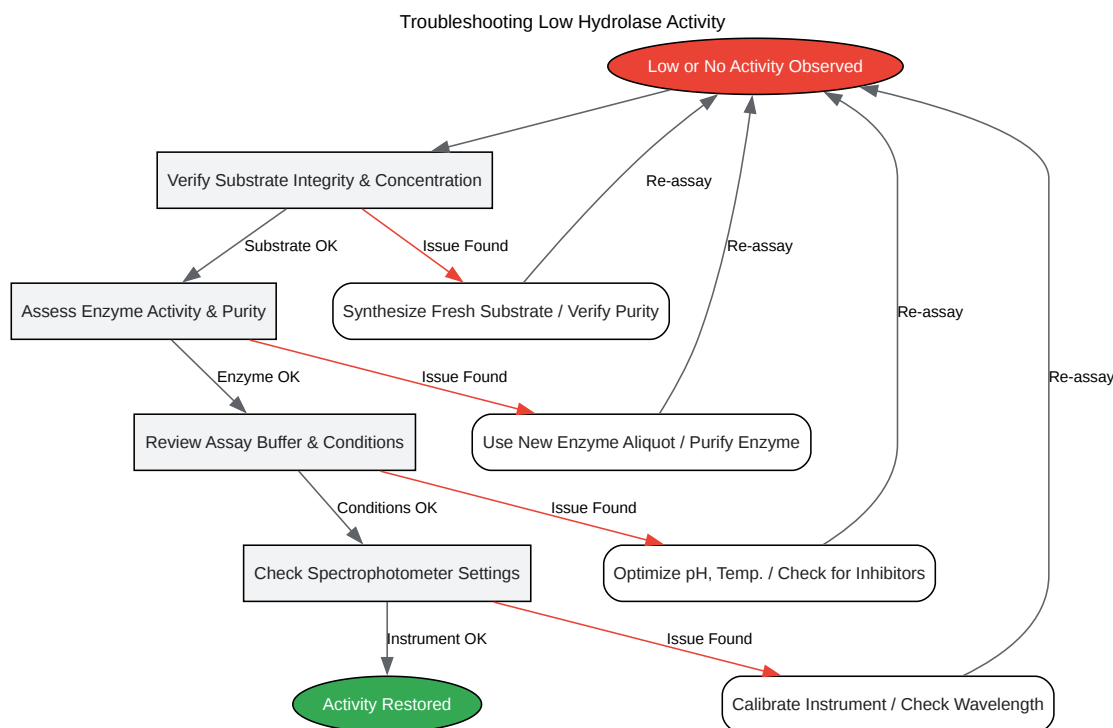 Troubleshooting Low Hydrolase Activity
Low or No Activity Observed
Verify Substrate Integrity & Concentration
Re-assay
Substrate OK
Issue Found
Re-assay
Assess Enzyme Activity & Purity
Synthesize Fresh Substrate / Verify Purity
Re-assay
Enzyme OK
Issue Found
Re-assay
Review Assay Buffer & Conditions
Use New Enzyme Aliquot / Purify Enzyme
Conditions OK
Issue Found
Check Spectrophotometer Settings
Optimize pH, Temp. / Check for Inhibitors
Instrument OK
Issue Found
Activity Restored
Calibrate Instrument / Check Wavelength